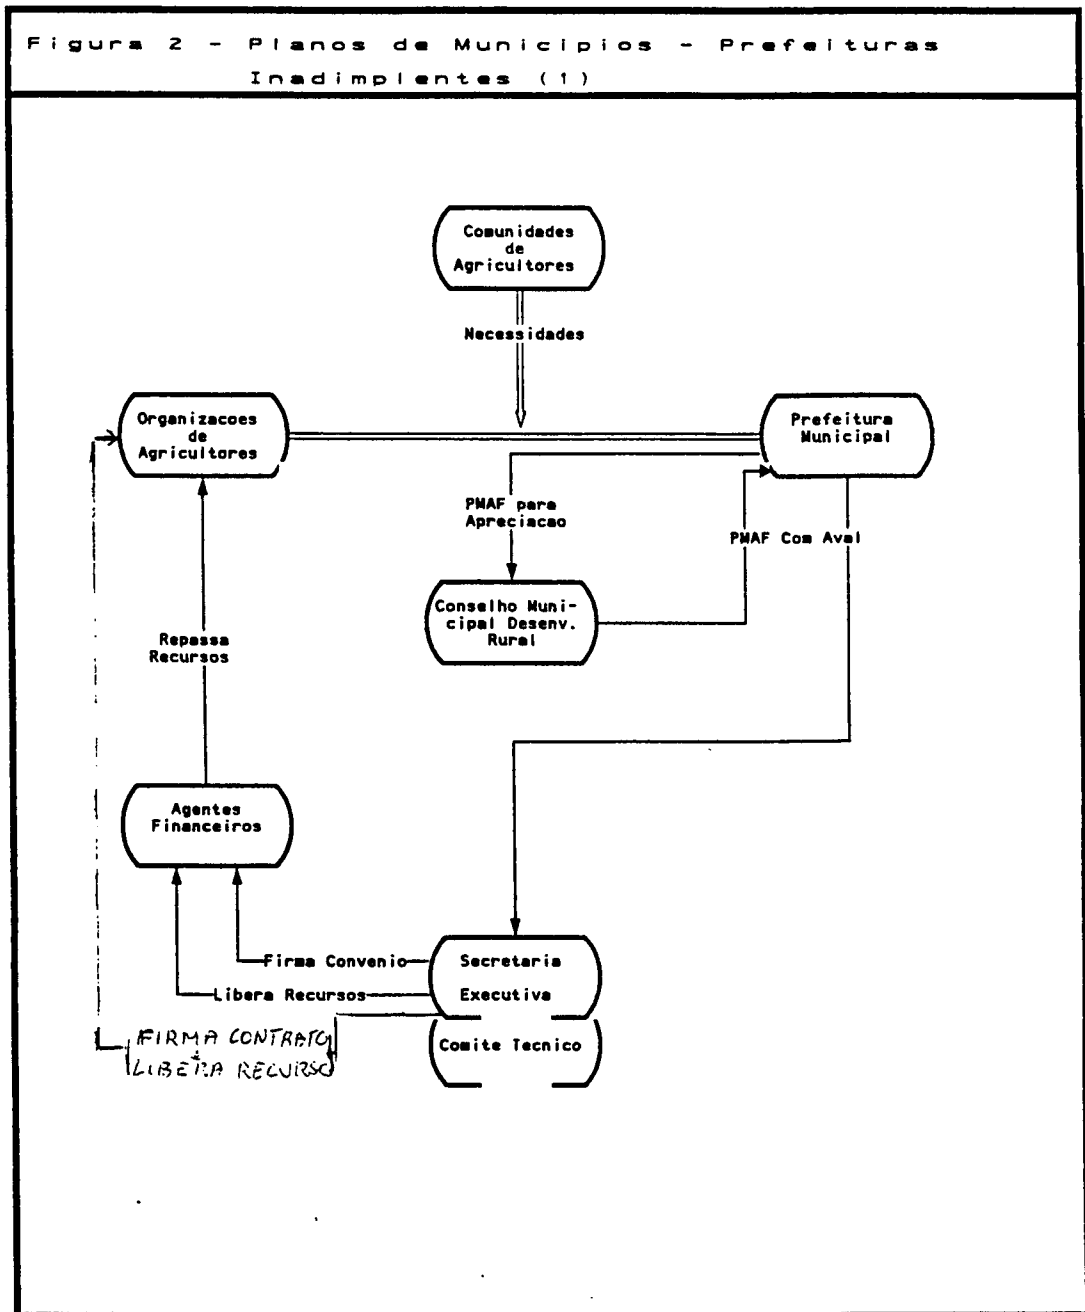 Figura 2 - Planos de Municipios - Prefeituras
Inadimplentes (1)
Comunidades
de
Agricultores
Necessidades
Organizacoes
de
Agricultores
Prefeitura
Municipal
PMAF para
Apreciacao
PMAF Com Aval
Conselho Muni-
cipal Desenv.
Rural
Repassa
Recursos
Agentes
Financeiros
Firma Convenio
Libera Recursos
Secretaria
Executiva
Comite Tecnico
FIRMA CONTRATO
LIBERA RECURSO